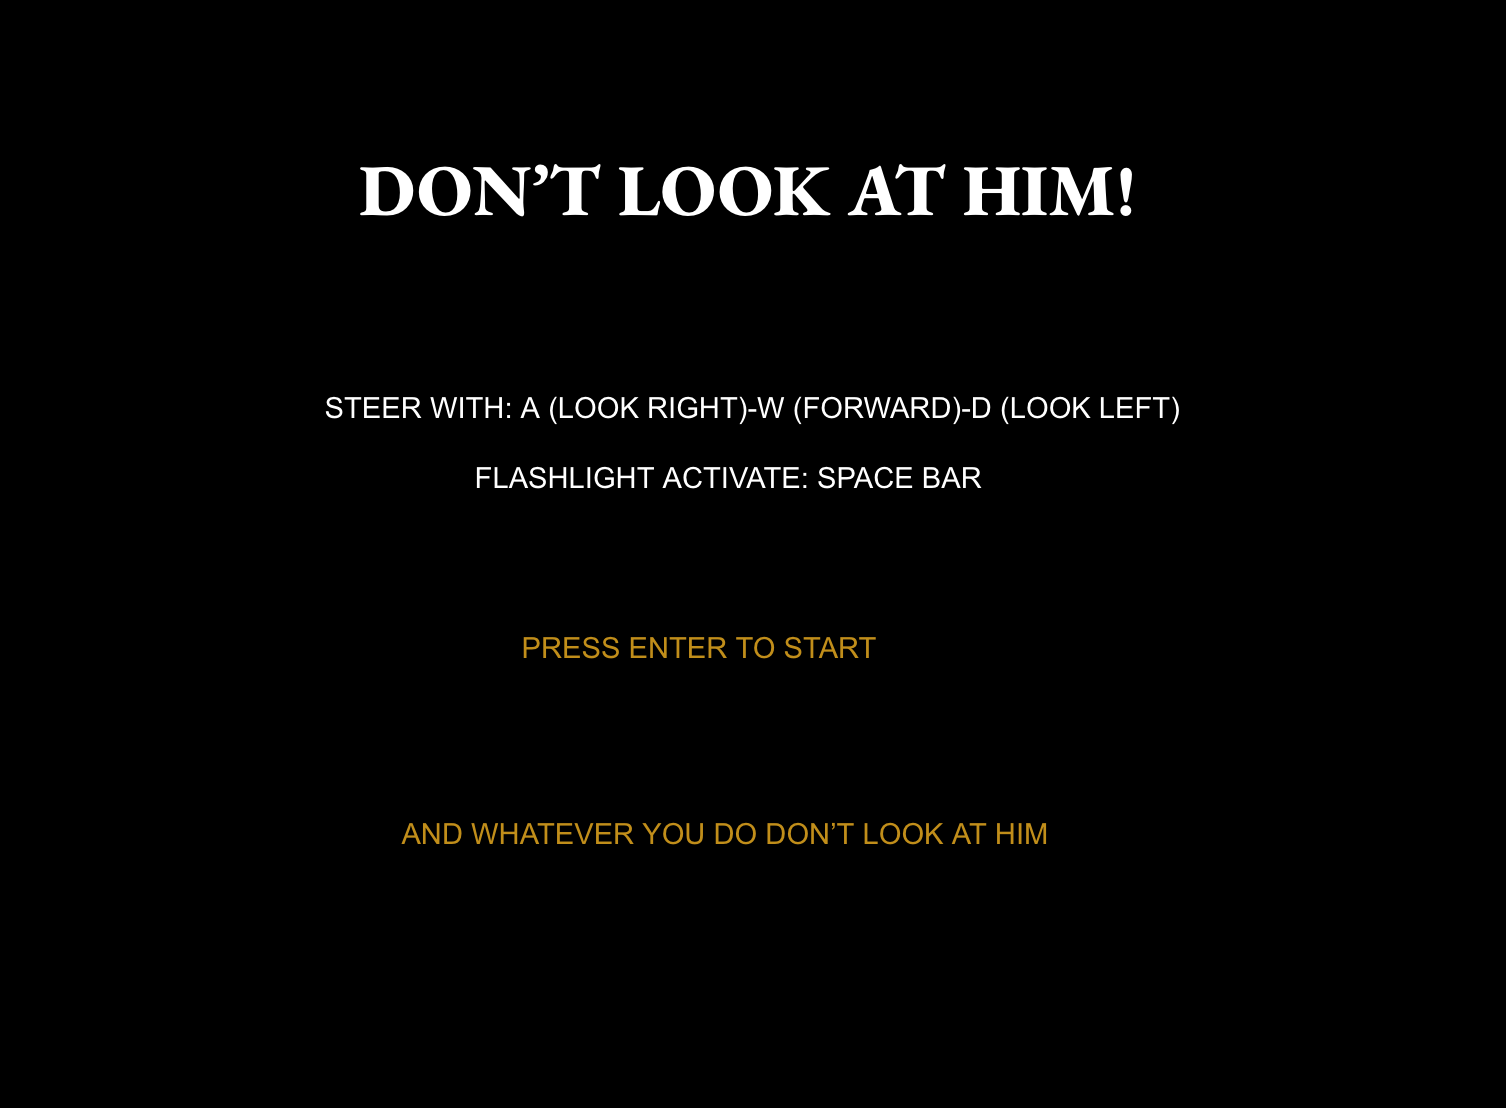 DON’T LOOK AT HIM!
STEER WITH: A (LOOK RIGHT)-W (FORWARD)-D (LOOK LEFT)
FLASHLIGHT ACTIVATE: SPACE BAR
PRESS ENTER TO START
AND WHATEVER YOU DO DON’T LOOK AT HIM